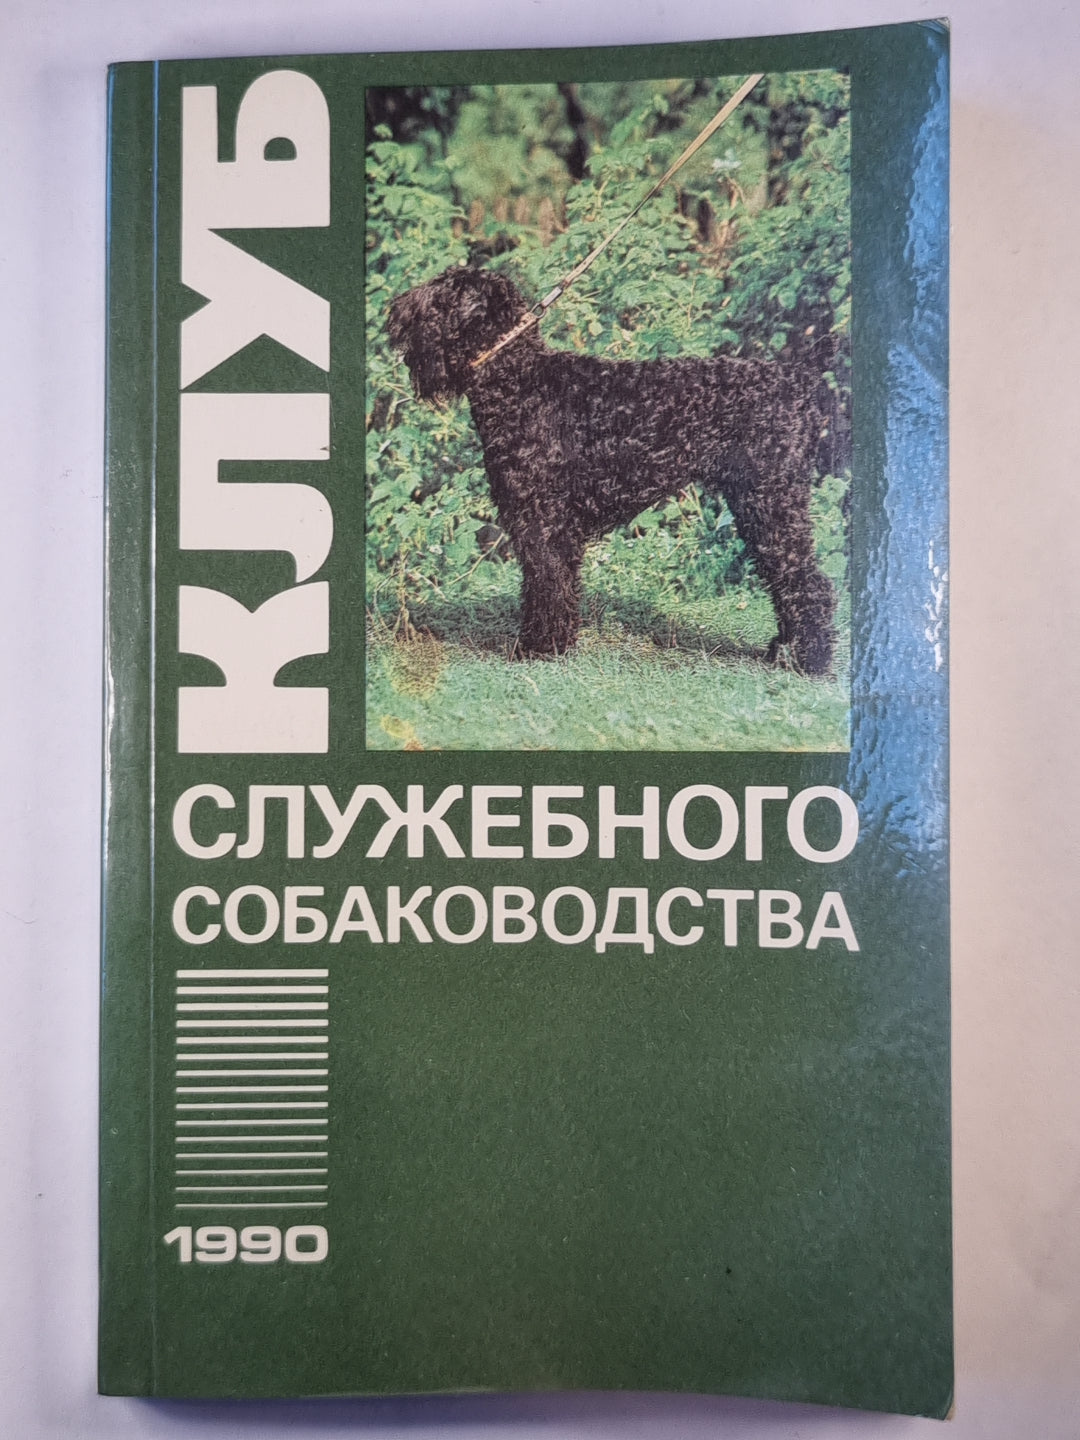 КЛУБ
СЛУЖЕБНОГО
СОБАКОВОДСТВА
1990